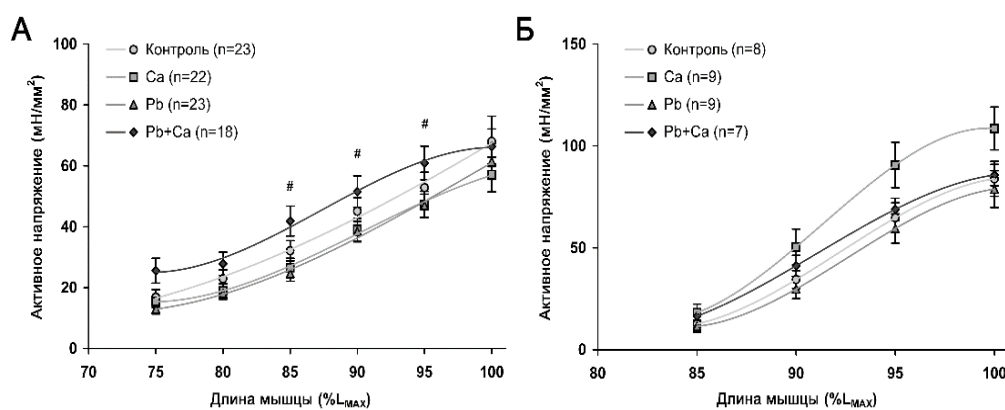 А
Активное напряжение (мН/мм²)
100
80
60
40
20
0
Контроль (n=23)
Ca (n=22)
Pb (n=23)
Pb+Ca (n=18)
#
#
#
70
75
80
85
90
95
100
Длина мышцы (%LMAX)
Б
Активное напряжение (мН/мм²)
150
100
50
0
Контроль (n=8)
Ca (n=9)
Pb (n=9)
Pb+Ca (n=7)
80
85
90
95
100
Длина мышцы (%LMAX)